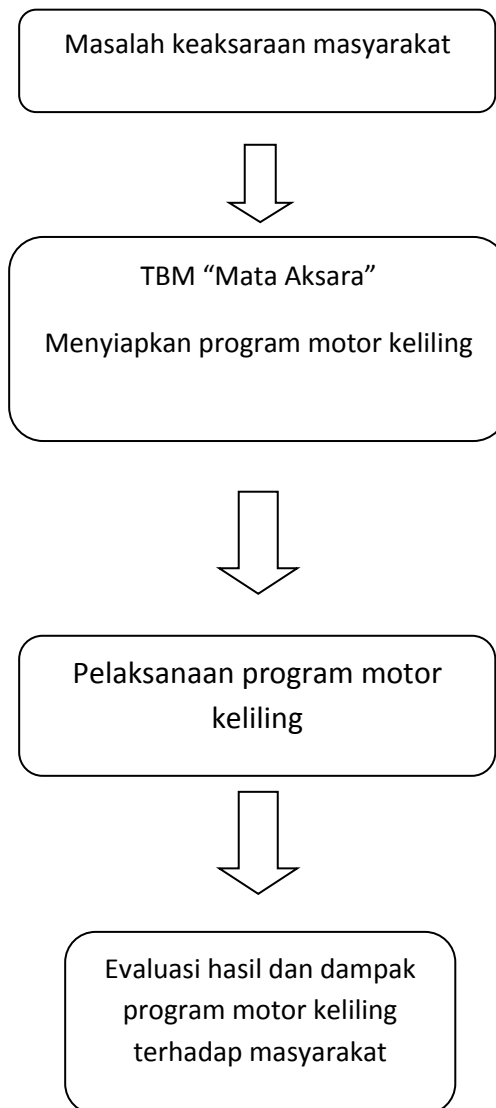 Masalah keaksaraan masyarakat
TBM “Mata Aksara”
Menyiapkan program motor keliling
Pelaksanaan program motor
keliling
Evaluasi hasil dan dampak
program motor keliling
terhadap masyarakat